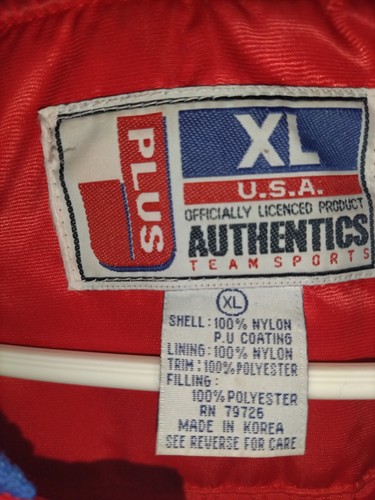 J PLUS
XL
U.S.A.
OFFICIALLY LICENCED PRODUCT
AUTHENTICS
TEAM SPORTS
XL
SHELL: 100% NYLON
P.U COATING
LINING: 100% NYLON
TRIM: 100% POLYESTER
FILLING:
100% POLYESTER
RN 79726
MADE IN KOREA
SEE REVERSE FOR CARE